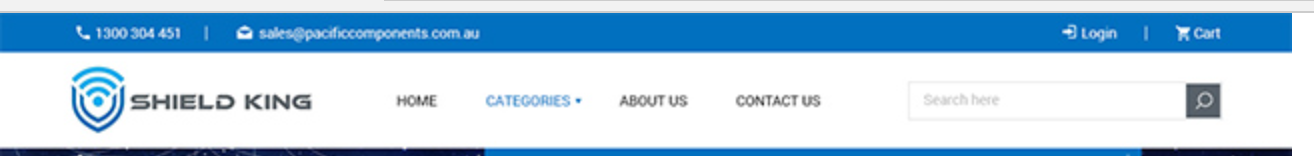 1300 304 451 | sales@pacificcomponents.com.au Login | Cart
SHIELD KING HOME CATEGORIES ABOUT US CONTACT US Search here